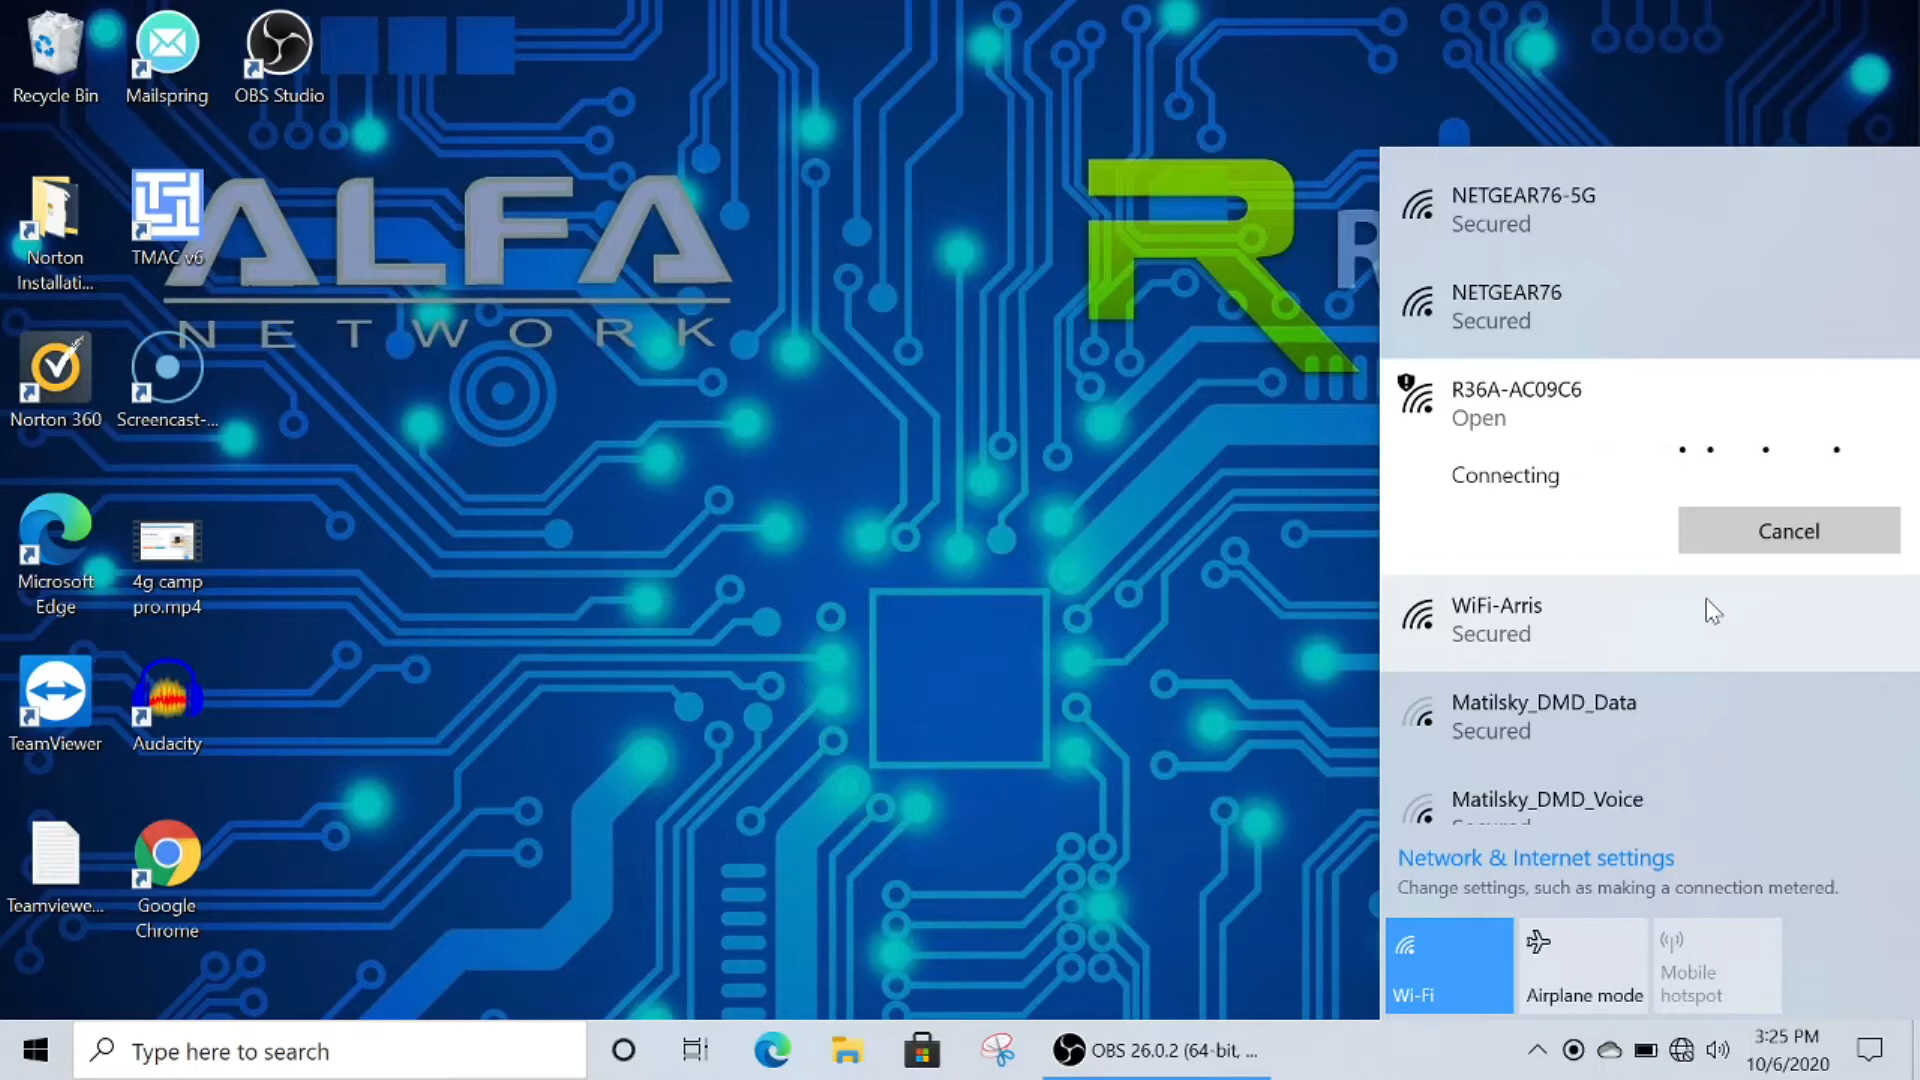 Recycle Bin
Mailspring
OBS Studio
Norton
Installati...
TMAC v6
Norton 360
Screencast-...
Microsoft
Edge
4g camp
pro.mp4
TeamViewer
Audacity
Teamviewe...
Google
Chrome
ALFA
NETWORK
R
R
NETGEAR76-5G
Secured
NETGEAR76
Secured
R36A-AC09C6
Open
Connecting
Cancel
WiFi-Arris
Secured
Matilsky_DMD_Data
Secured
Matilsky_DMD_Voice
Secured
Network & Internet settings
Change settings, such as making a connection metered.
Wi-Fi
Airplane mode
Mobile
hotspot
Type here to search
OBS 26.0.2 (64-bit, ...
3:25 PM
10/6/2020